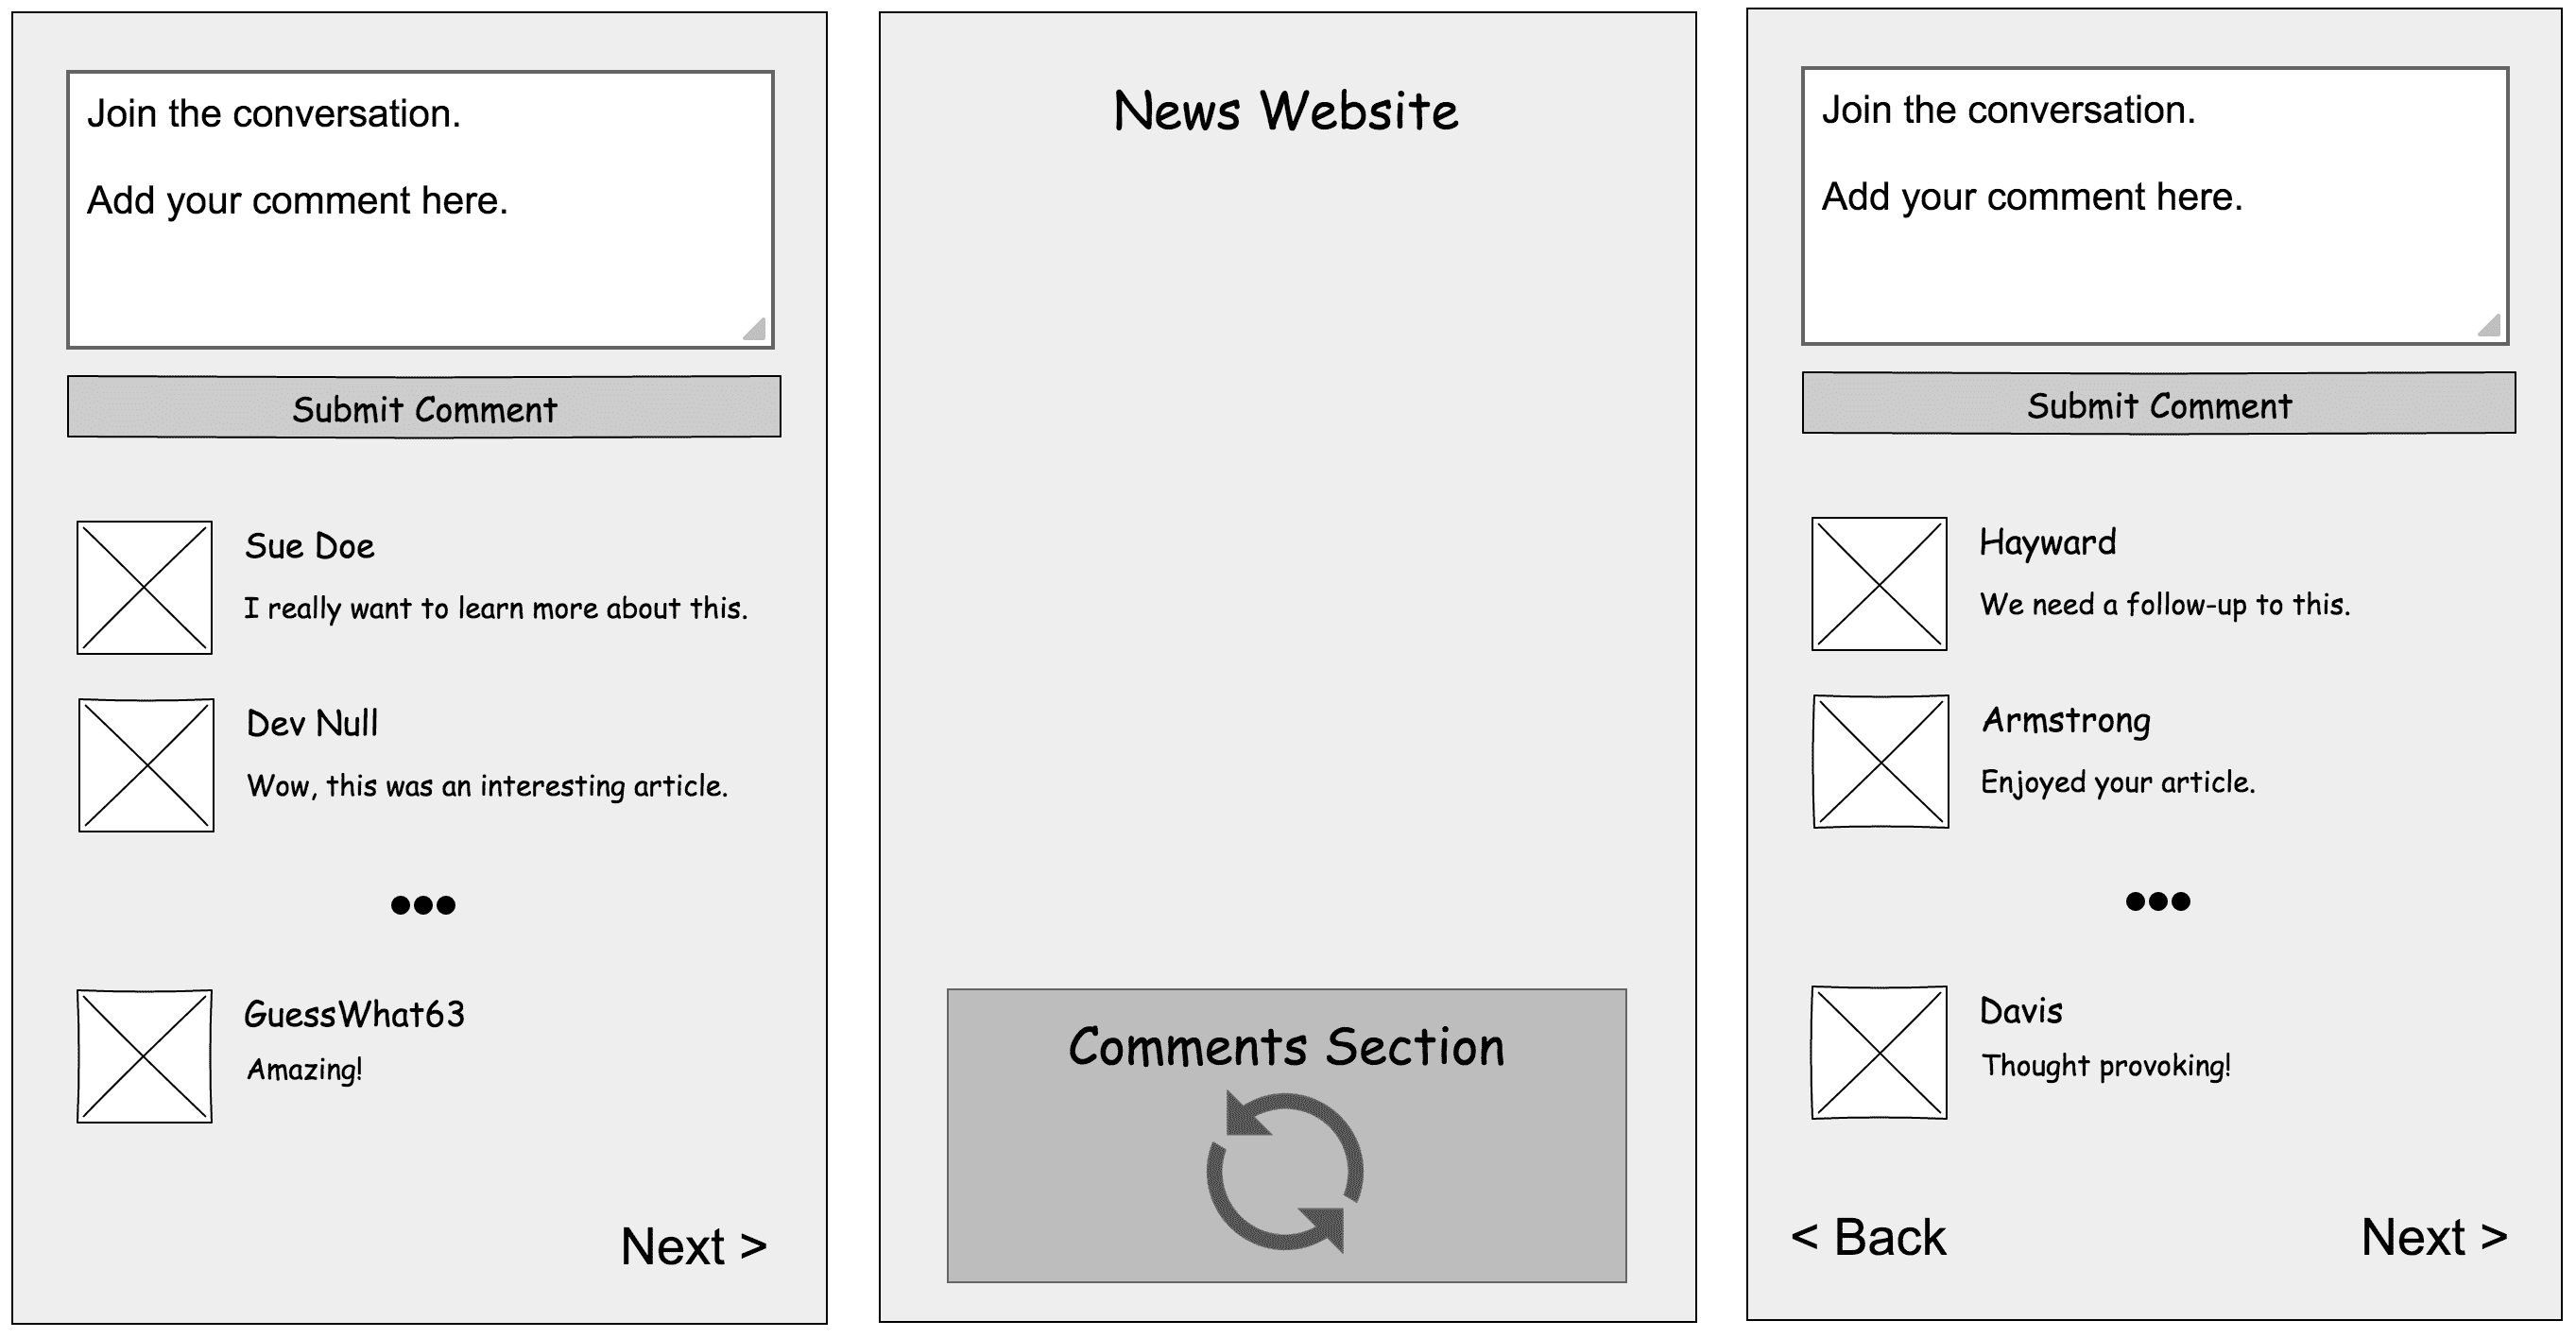 Join the conversation.
Add your comment here.
Submit Comment
Sue Doe
I really want to learn more about this.
Dev Null
Wow, this was an interesting article.
GuessWhat63
Amazing!
Next >
News Website
Comments Section
Join the conversation.
Add your comment here.
Submit Comment
Hayward
We need a follow-up to this.
Armstrong
Enjoyed your article.
Davis
Thought provoking!
< Back
Next >